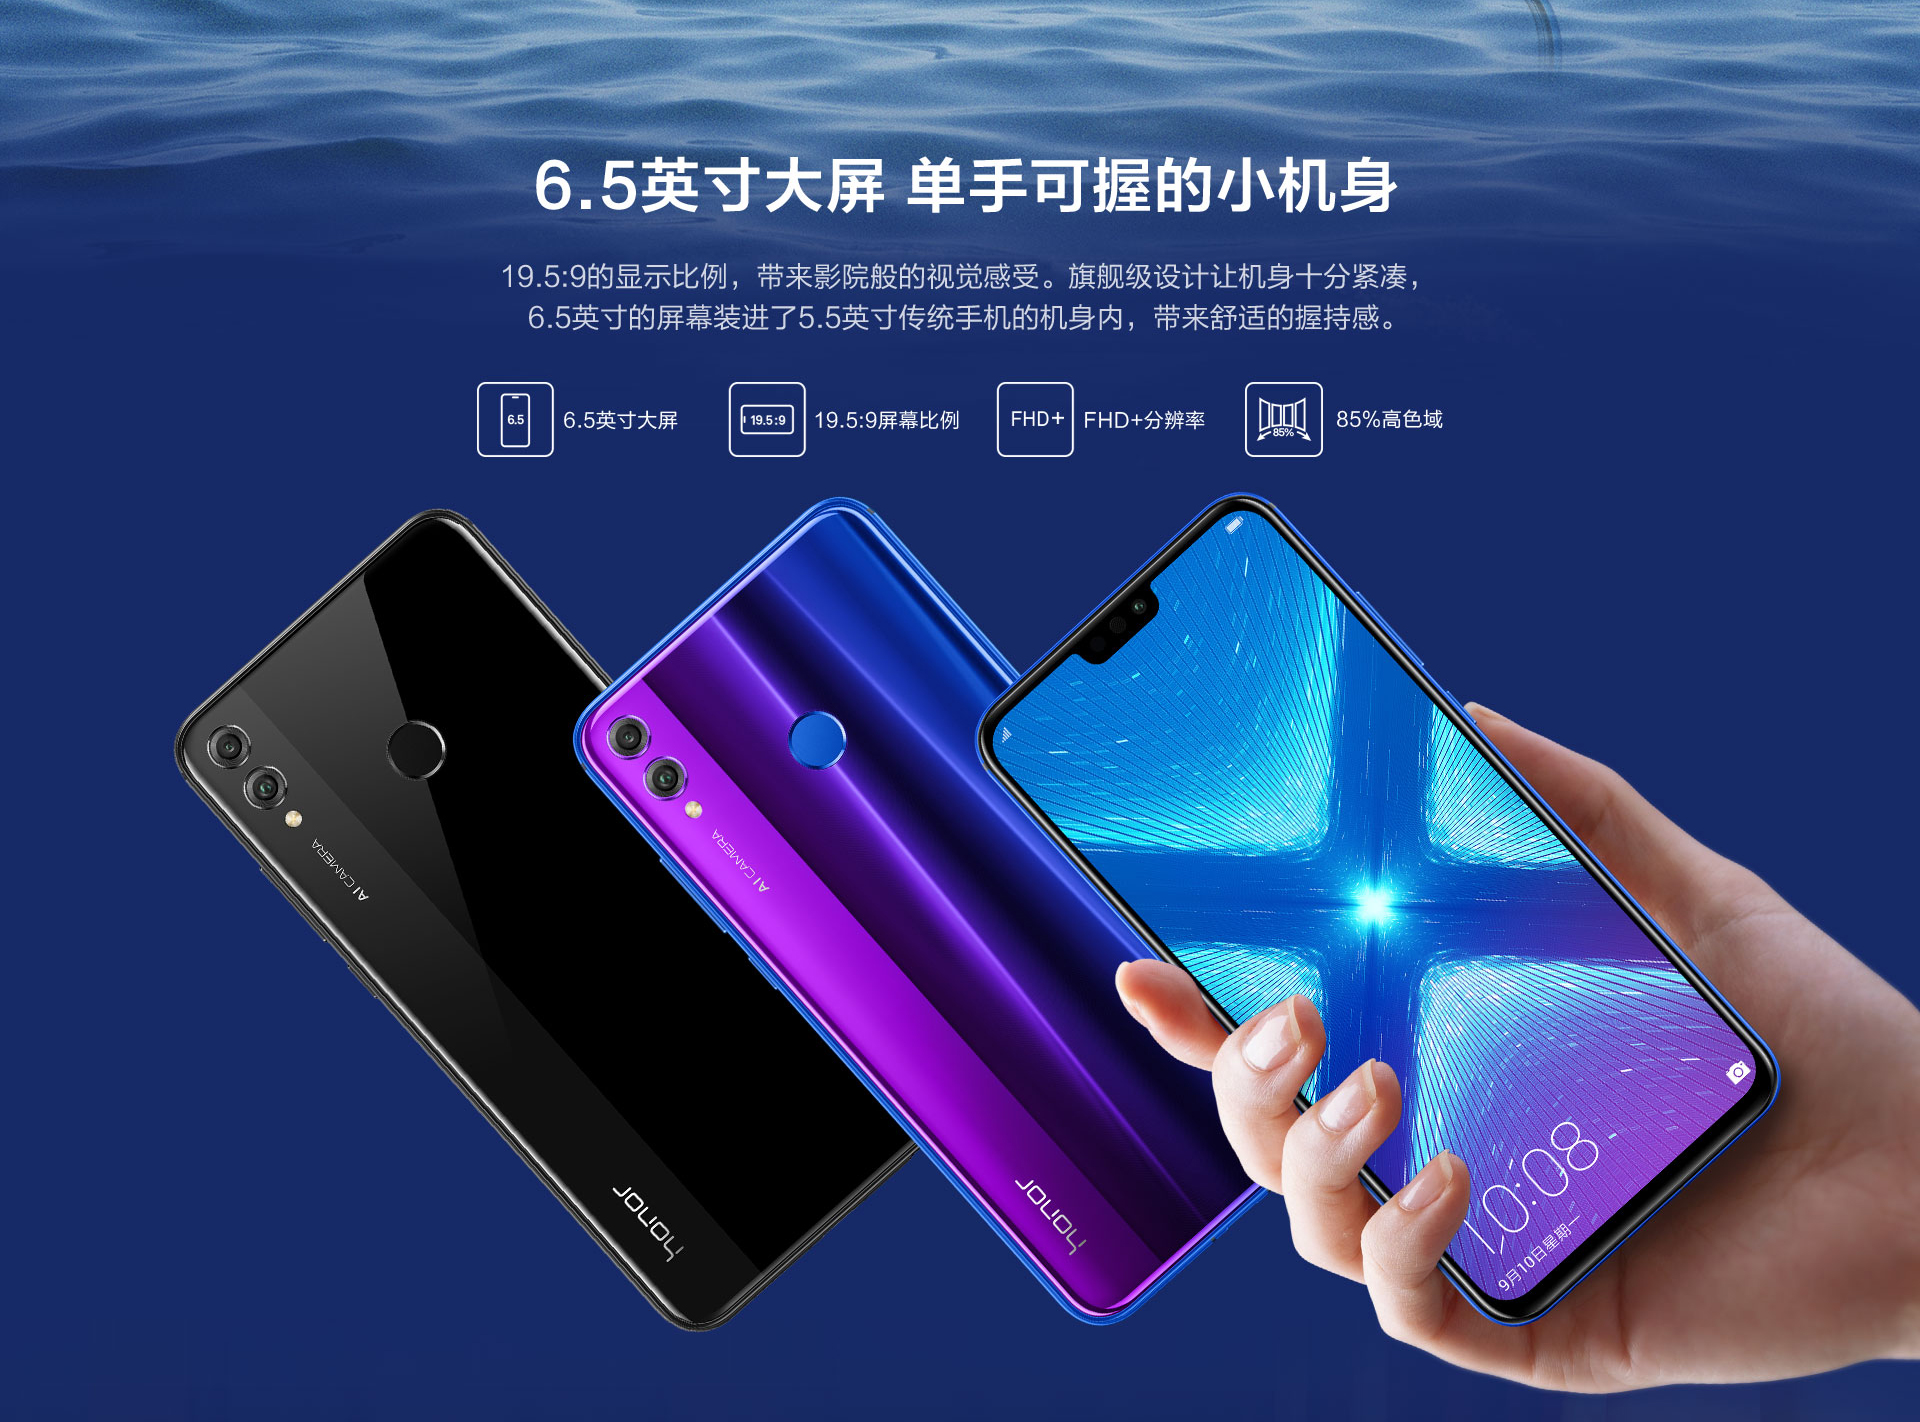 6.5英寸大屏 单手可握的小机身
19.5:9的显示比例，带来影院般的视觉感受。旗舰级设计让机身十分紧凑，
6.5英寸的屏幕装进了5.5英寸传统手机的机身内，带来舒适的握持感。
6.5
6.5英寸大屏
19.5:9
19.5:9屏幕比例
FHD+
FHD+分辨率
85%
85%高色域
AI CAMERA
honor
AI CAMERA
honor
10:08
9月10日星期一